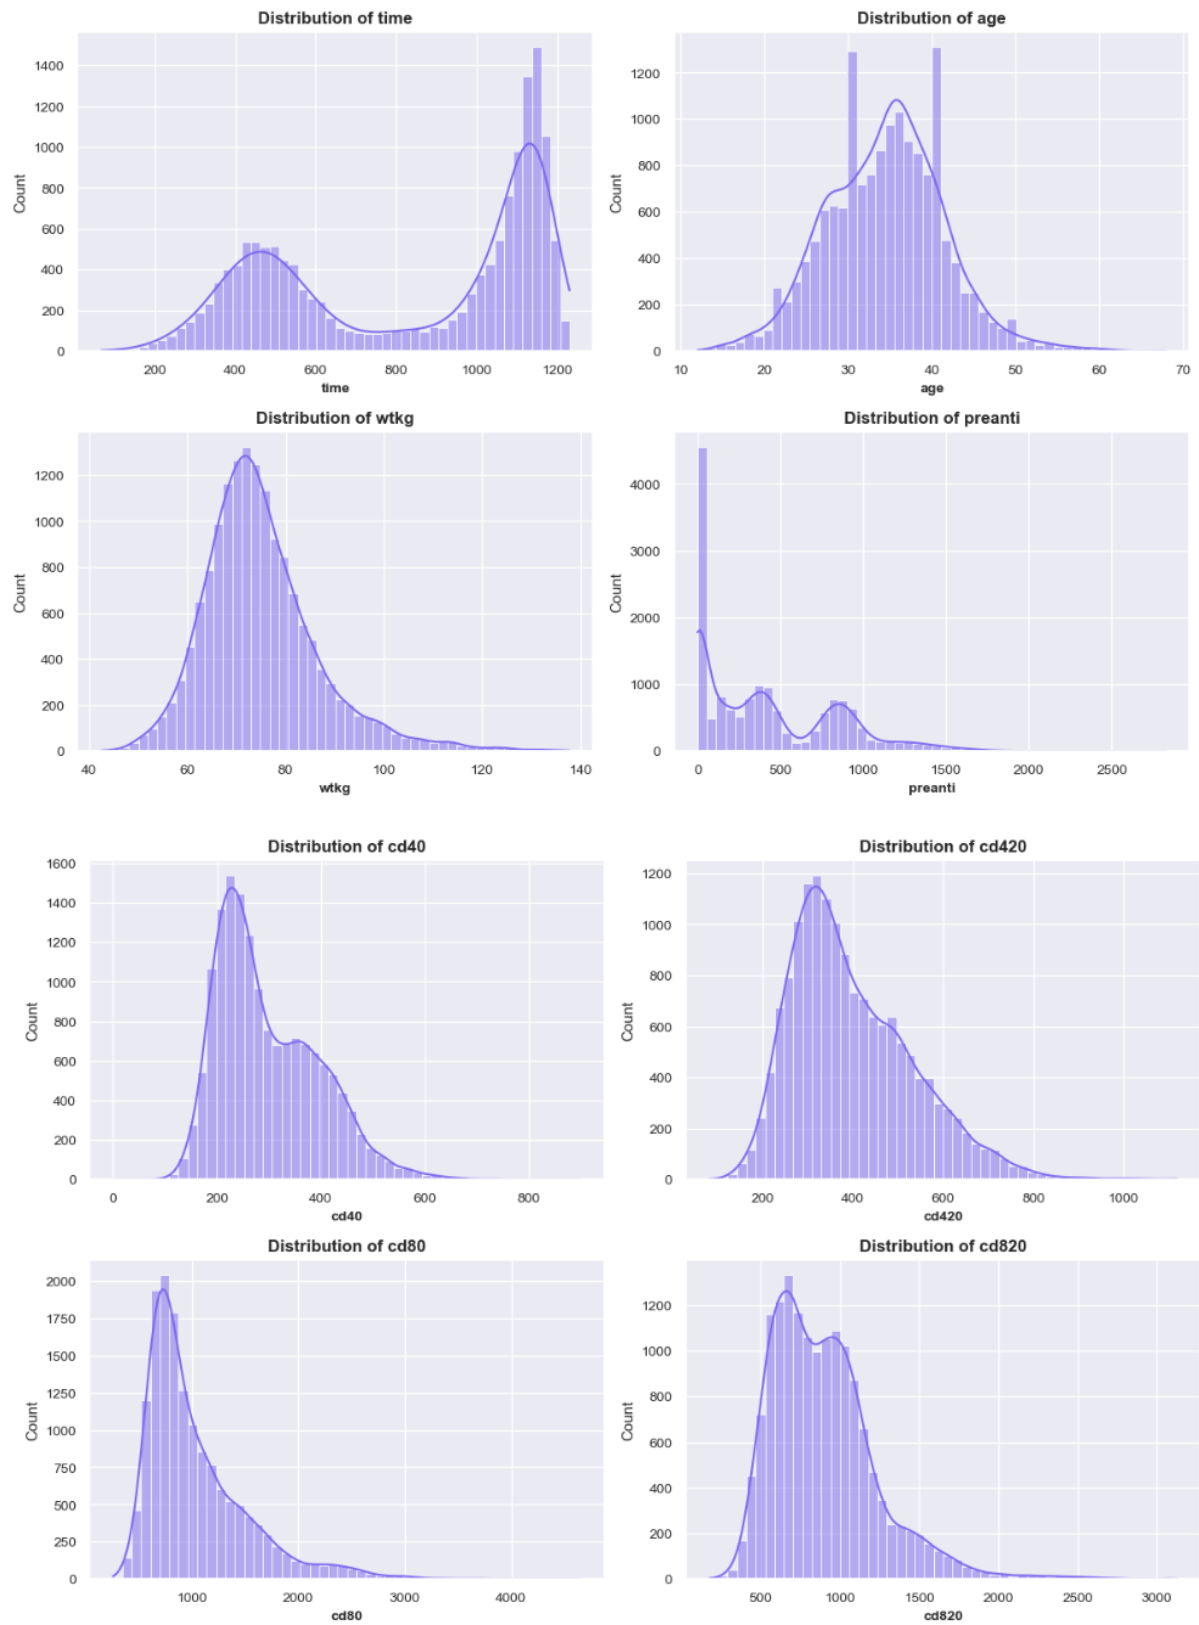 Distribution of time
Count
1400
1200
1000
800
600
400
200
0
200 400 600 800 1000 1200
time
Distribution of age
Count
1200
1000
800
600
400
200
0
10 20 30 40 50 60 70
age
Distribution of wtkg
Count
1200
1000
800
600
400
200
0
40 60 80 100 120 140
wtkg
Distribution of preanti
Count
4000
3000
2000
1000
0
0 500 1000 1500 2000 2500
preanti
Distribution of cd40
Count
1600
1400
1200
1000
800
600
400
200
0
0 200 400 600 800
cd40
Distribution of cd420
Count
1200
1000
800
600
400
200
0
200 400 600 800 1000
cd420
Distribution of cd80
Count
2000
1750
1500
1250
1000
750
500
250
0
1000 2000 3000 4000
cd80
Distribution of cd820
Count
1200
1000
800
600
400
200
0
500 1000 1500 2000 2500 3000
cd820